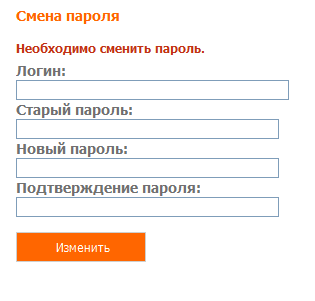 Смена пароля
Необходимо сменить пароль.
Логин:
Старый пароль:
Новый пароль:
Подтверждение пароля:
Изменить